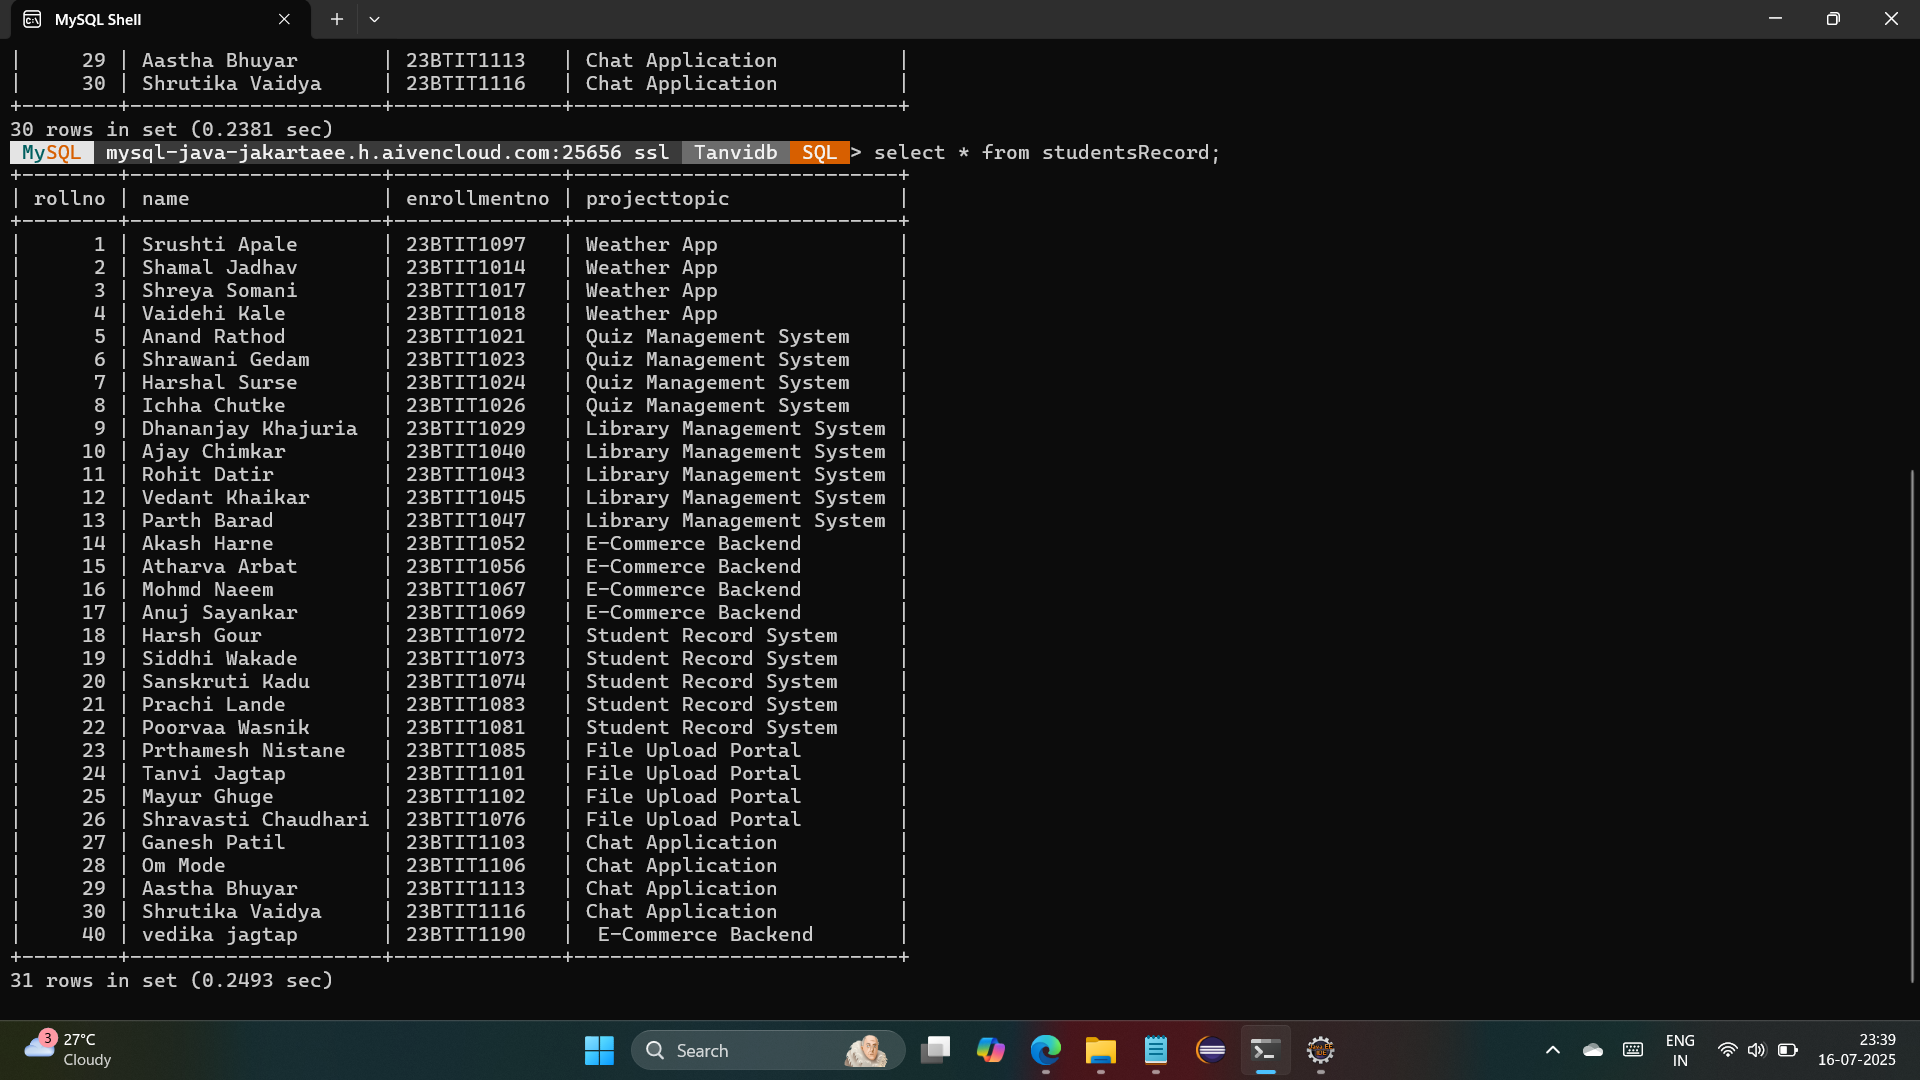 MySQL Shell
|     29 | Aastha Bhuyar       | 23BTIT1113   | Chat Application          |
|     30 | Shrutika Vaidya     | 23BTIT1116   | Chat Application          |
+--------+---------------------+--------------+---------------------------+
30 rows in set (0.2381 sec)
MySQL mysql-java-jakartaee.h.aivencloud.com:25656 ssl Tanvidb SQL > select * from studentsRecord;
+--------+---------------------+--------------+---------------------------+
| rollno | name                | enrollmentno | projecttopic              |
+--------+---------------------+--------------+---------------------------+
|      1 | Srushti Apale       | 23BTIT1097   | Weather App               |
|      2 | Shamal Jadhav       | 23BTIT1014   | Weather App               |
|      3 | Shreya Somani       | 23BTIT1017   | Weather App               |
|      4 | Vaidehi Kale        | 23BTIT1018   | Weather App               |
|      5 | Anand Rathod        | 23BTIT1021   | Quiz Management System    |
|      6 | Shrawani Gedam      | 23BTIT1023   | Quiz Management System    |
|      7 | Harshal Surse       | 23BTIT1024   | Quiz Management System    |
|      8 | Ichha Chutke        | 23BTIT1026   | Quiz Management System    |
|      9 | Dhananjay Khajuria  | 23BTIT1029   | Library Management System |
|     10 | Ajay Chimkar        | 23BTIT1040   | Library Management System |
|     11 | Rohit Datir         | 23BTIT1043   | Library Management System |
|     12 | Vedant Khaikar      | 23BTIT1045   | Library Management System |
|     13 | Parth Barad         | 23BTIT1047   | Library Management System |
|     14 | Akash Harne         | 23BTIT1052   | E-Commerce Backend        |
|     15 | Atharva Arbat       | 23BTIT1056   | E-Commerce Backend        |
|     16 | Mohmd Naeem         | 23BTIT1067   | E-Commerce Backend        |
|     17 | Anuj Sayankar       | 23BTIT1069   | E-Commerce Backend        |
|     18 | Harsh Gour          | 23BTIT1072   | Student Record System     |
|     19 | Siddhi Wakade       | 23BTIT1073   | Student Record System     |
|     20 | Sanskruti Kadu      | 23BTIT1074   | Student Record System     |
|     21 | Prachi Lande        | 23BTIT1083   | Student Record System     |
|     22 | Poorvaa Wasnik      | 23BTIT1081   | Student Record System     |
|     23 | Prthamesh Nistane   | 23BTIT1085   | File Upload Portal        |
|     24 | Tanvi Jagtap        | 23BTIT1101   | File Upload Portal        |
|     25 | Mayur Ghuge         | 23BTIT1102   | File Upload Portal        |
|     26 | Shravasti Chaudhari | 23BTIT1076   | File Upload Portal        |
|     27 | Ganesh Patil        | 23BTIT1103   | Chat Application          |
|     28 | Om Mode             | 23BTIT1106   | Chat Application          |
|     29 | Aastha Bhuyar       | 23BTIT1113   | Chat Application          |
|     30 | Shrutika Vaidya     | 23BTIT1116   | Chat Application          |
|     40 | vedika jagtap       | 23BTIT1190   |  E-Commerce Backend       |
+--------+---------------------+--------------+---------------------------+
31 rows in set (0.2493 sec)
3
27°C
Cloudy
Search
ENG
IN
23:39
16-07-2025